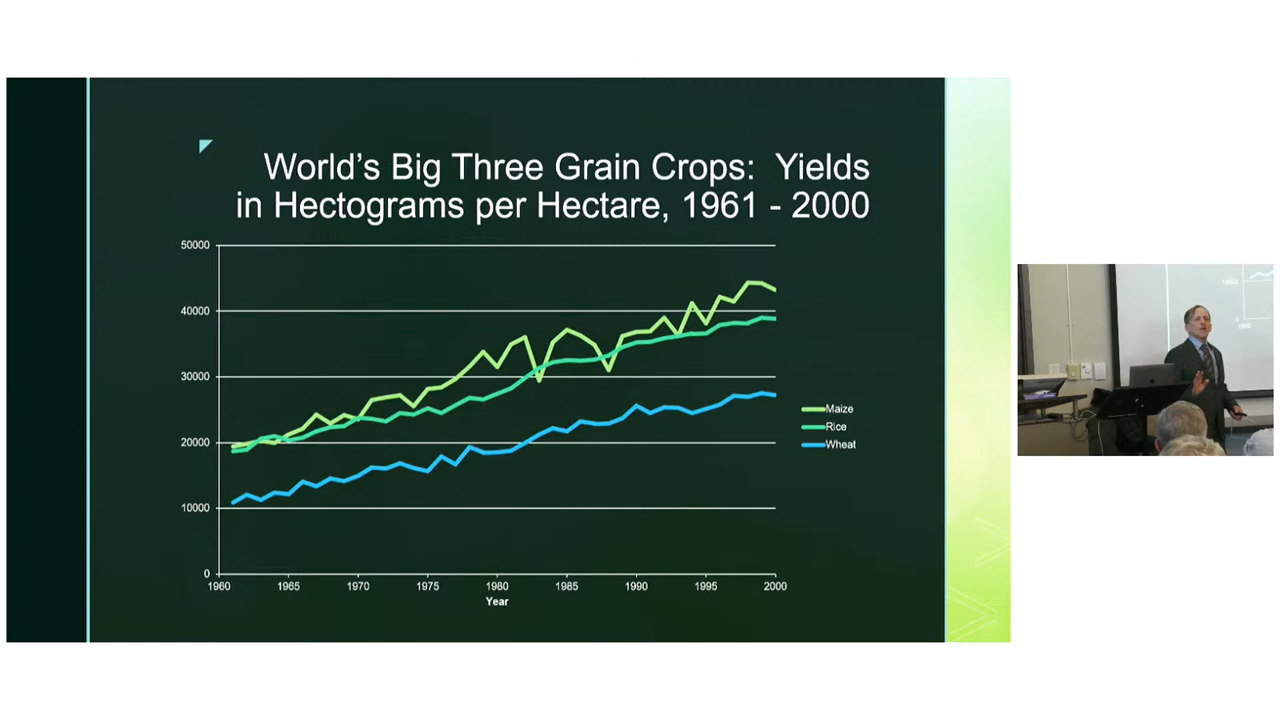 World's Big Three Grain Crops: Yields
in Hectograms per Hectare, 1961 - 2000
50000
40000
30000
20000
10000
0
1960 1965 1970 1975 1980 1985 1990 1995 2000
Year
Maize
Rice
Wheat